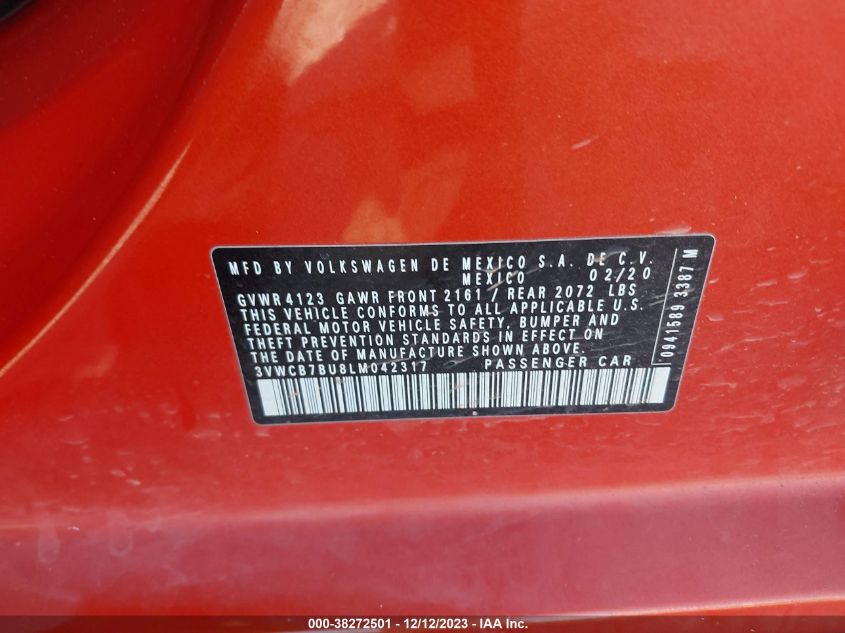 MFD BY VOLKSWAGEN DE MEXICO S.A. DE C.V.
MEXICO 02/20
GVWR 4123 GAWR FRONT 2161 / REAR 2072 LBS
THIS VEHICLE CONFORMS TO ALL APPLICABLE U.S.
FEDERAL MOTOR VEHICLE SAFETY, BUMPER AND
THEFT PREVENTION STANDARDS IN EFFECT ON
THE DATE OF MANUFACTURE SHOWN ABOVE.
3VWCB7BU8LM042317 PASSENGER CAR
0941589 3387 M
000-38272501 - 12/12/2023 - IAA Inc.